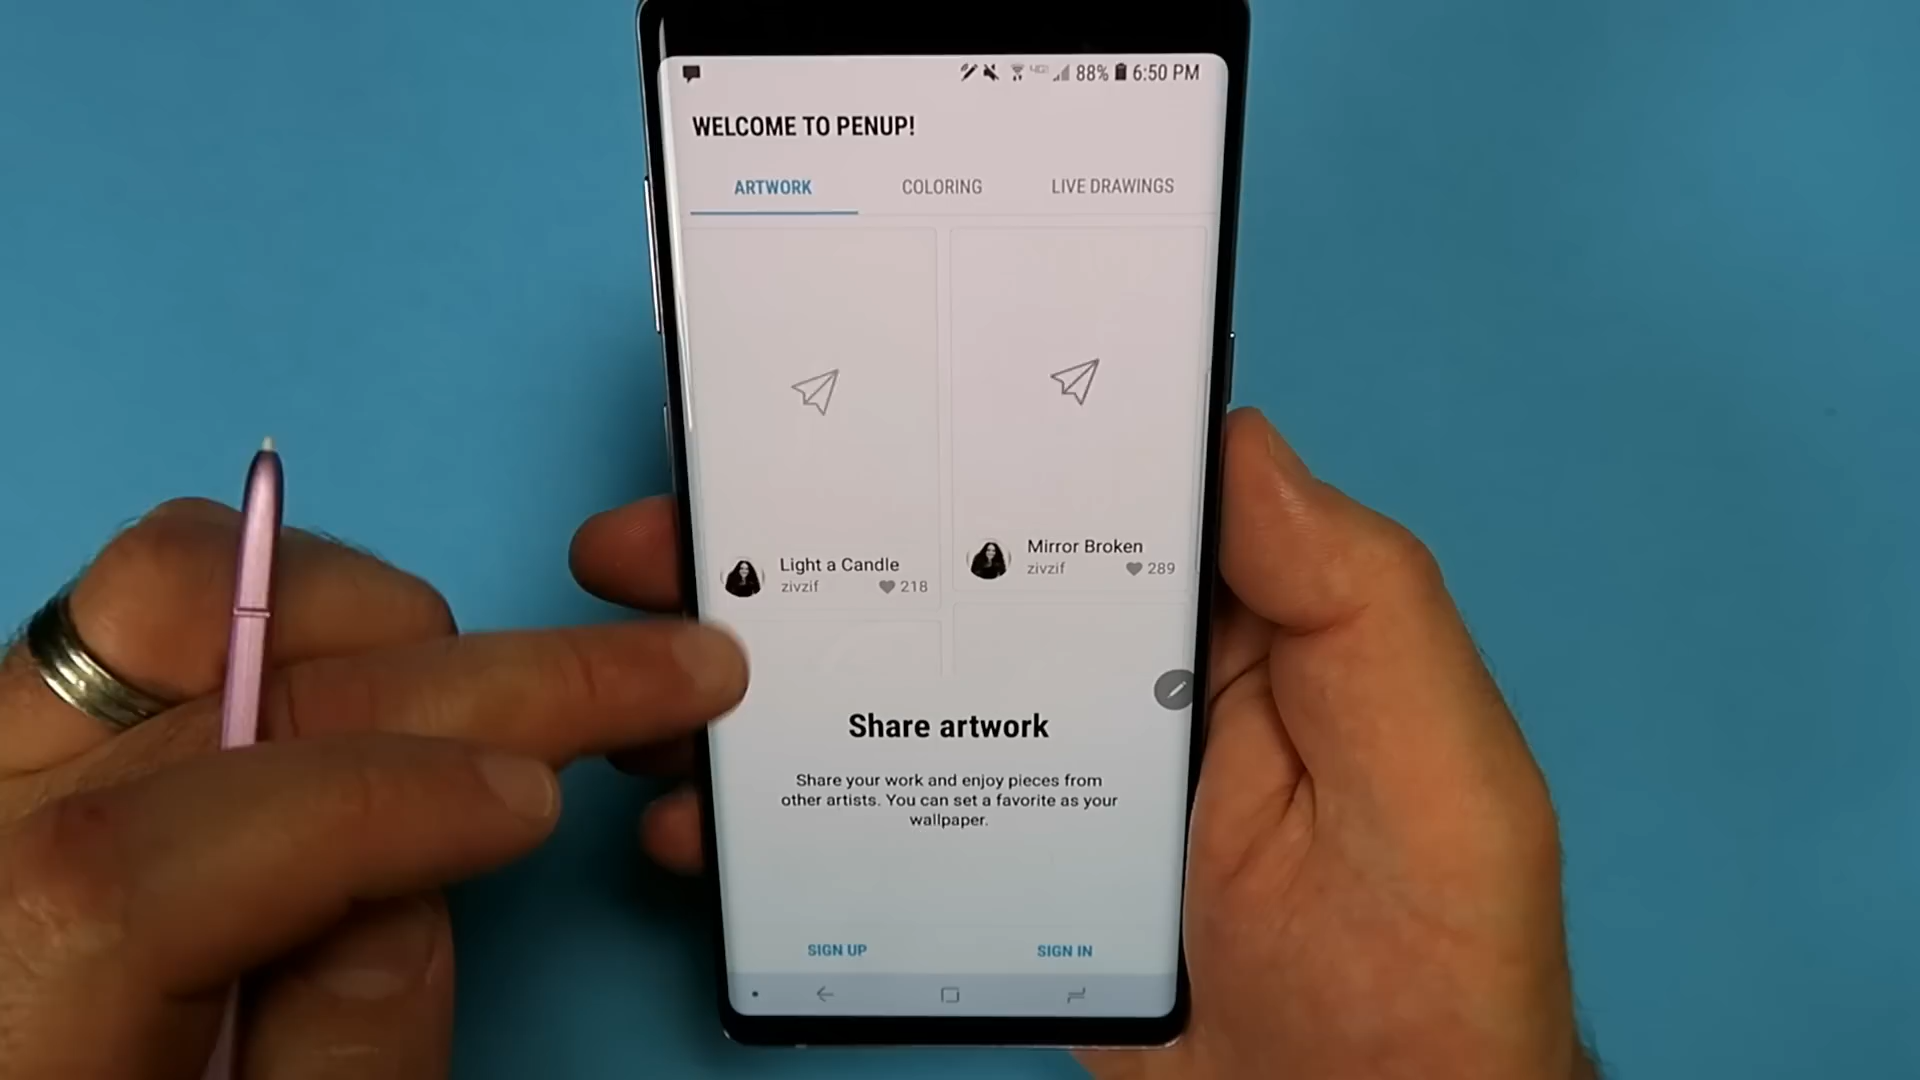 88% 6:50 PM
WELCOME TO PENUP!
ARTWORK COLORING LIVE DRAWINGS
Light a Candle
zivzif 218
Mirror Broken
zivzif 289
Share artwork
Share your work and enjoy pieces from
other artists. You can set a favorite as your
wallpaper.
SIGN UP SIGN IN